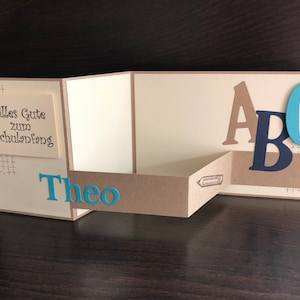 lles Gute
zum
chulanfang
Theo
ABC